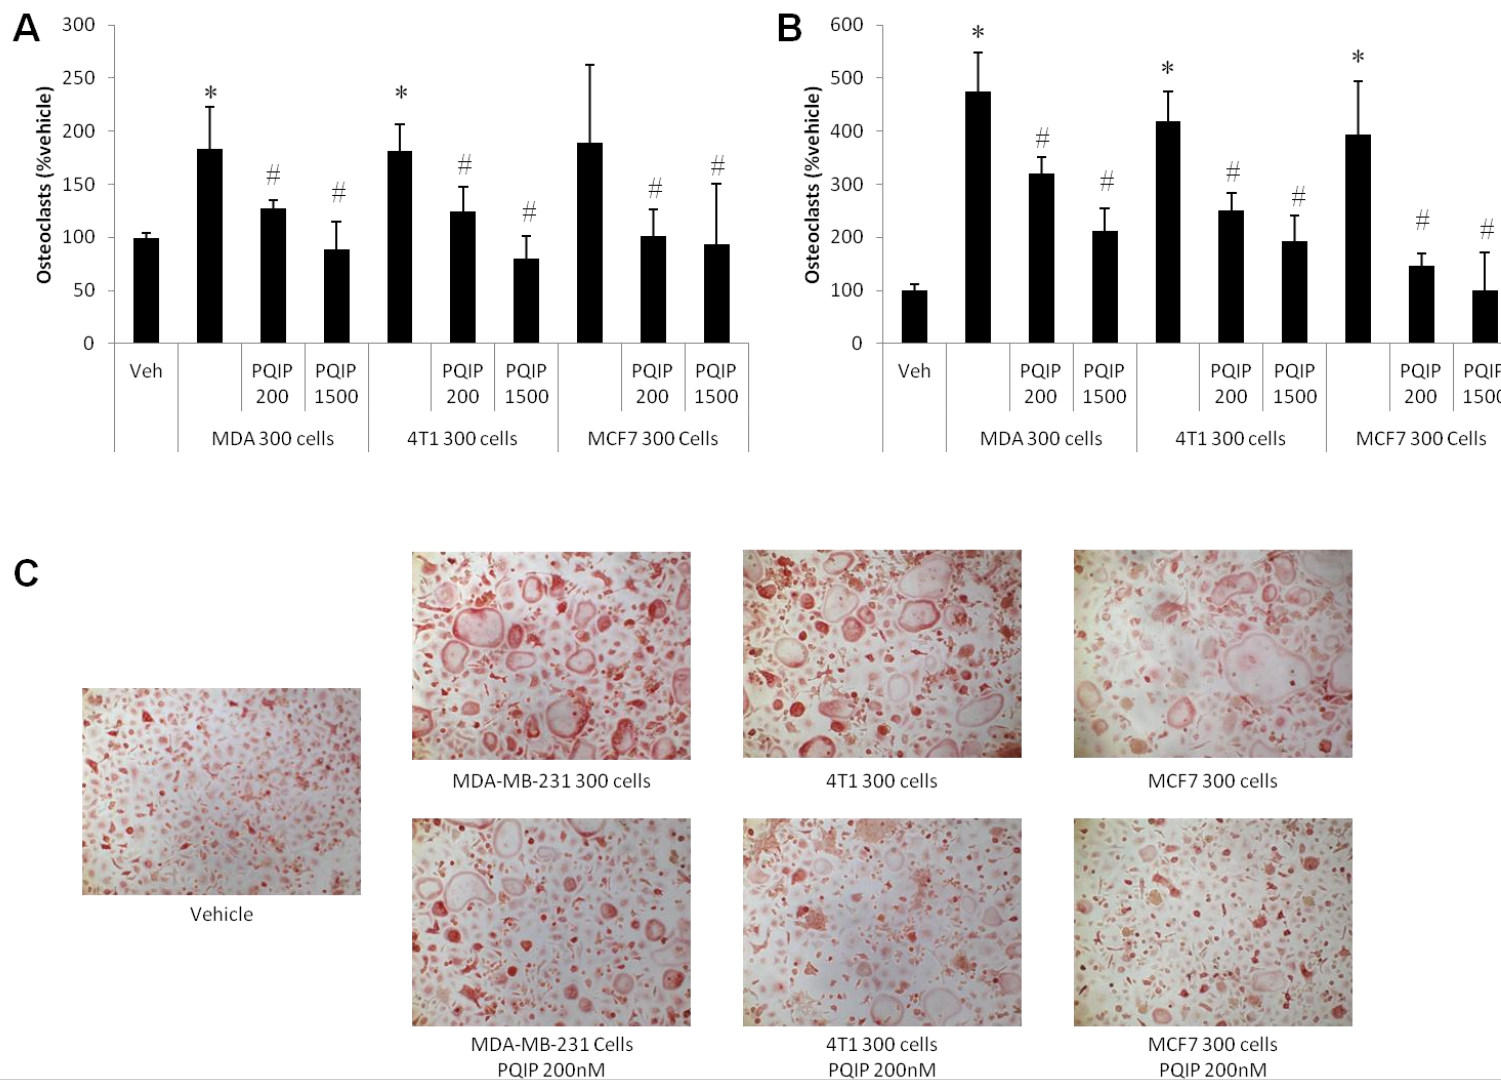 A
300
250
200
150
100
50
0
Osteoclasts (%vehicle)
* # # * # # # #
Veh
PQIP 200
PQIP 1500
PQIP 200
PQIP 1500
PQIP 200
PQIP 1500
MDA 300 cells
4T1 300 cells
MCF7 300 Cells
B
600
500
400
300
200
100
0
Osteoclasts (%vehicle)
* # # * # # * # #
Veh
PQIP 200
PQIP 1500
PQIP 200
PQIP 1500
PQIP 200
PQIP 1500
MDA 300 cells
4T1 300 cells
MCF7 300 Cells
C
Vehicle
MDA-MB-231 300 cells
4T1 300 cells
MCF7 300 cells
MDA-MB-231 Cells
PQIP 200nM
4T1 300 cells
PQIP 200nM
MCF7 300 cells
PQIP 200nM